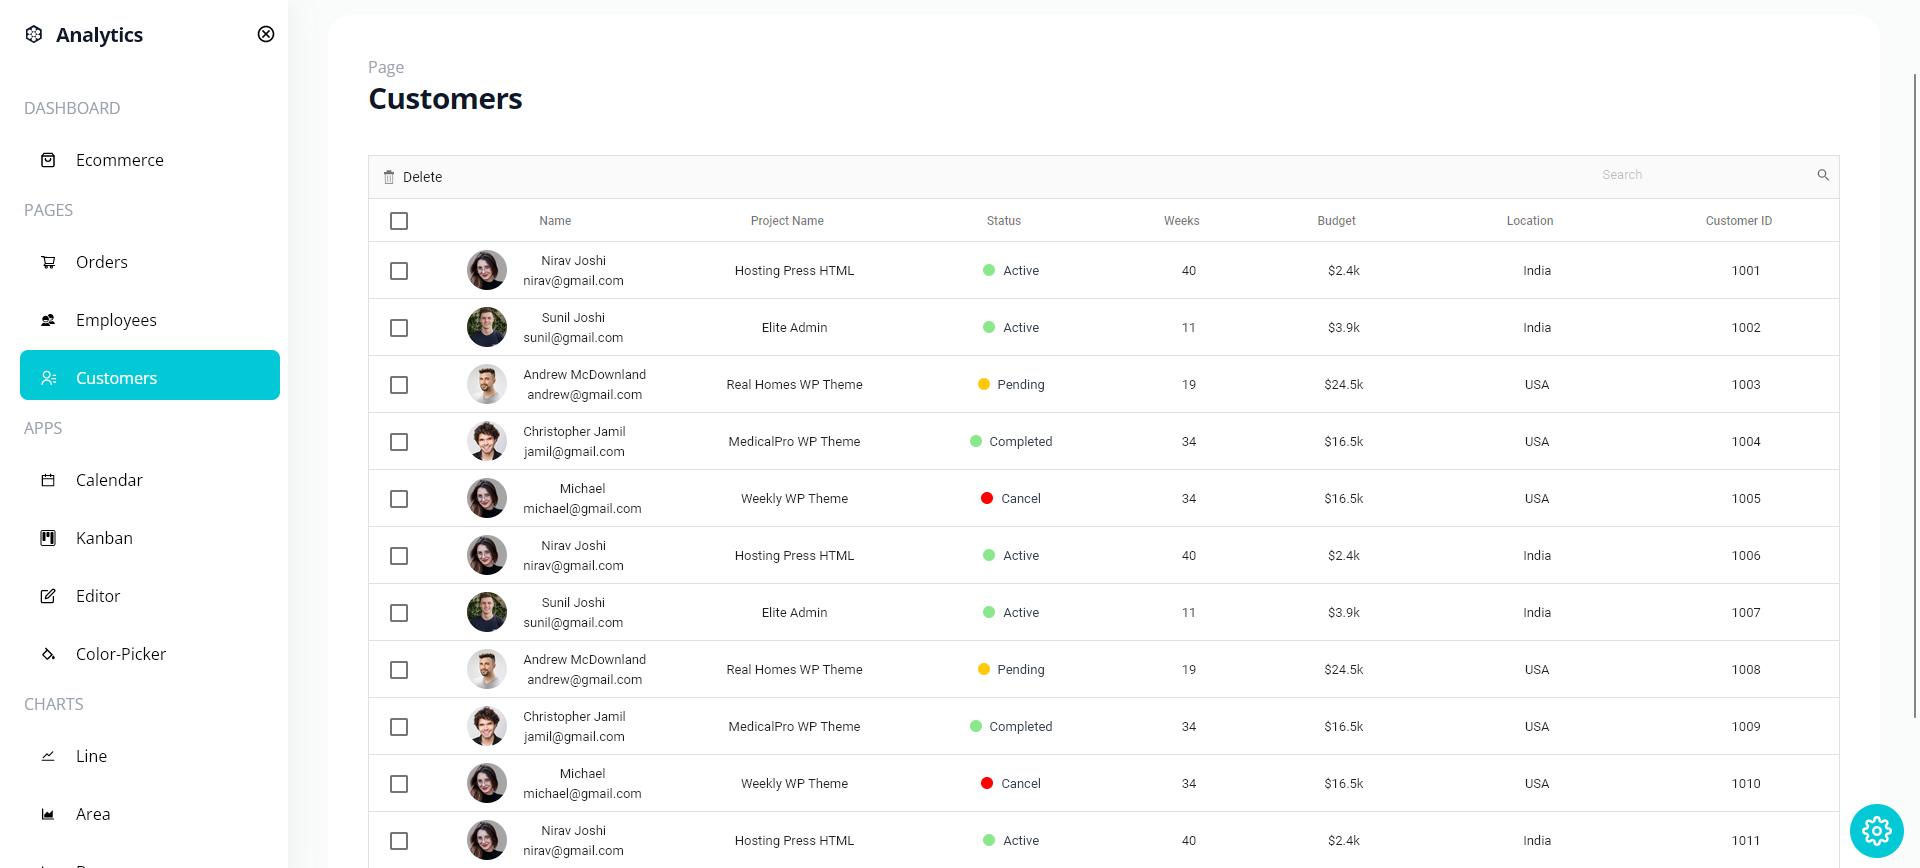 Analytics
DASHBOARD
Ecommerce
PAGES
Orders
Employees
Customers
APPS
Calendar
Kanban
Editor
Color-Picker
CHARTS
Line
Area
Page
Customers
Delete
Search
Name Project Name Status Weeks Budget Location Customer ID
Nirav Joshi
nirav@gmail.com
Hosting Press HTML Active 40 $2.4k India 1001
Sunil Joshi
sunil@gmail.com
Elite Admin Active 11 $3.9k India 1002
Andrew McDownland
andrew@gmail.com
Real Homes WP Theme Pending 19 $24.5k USA 1003
Christopher Jamil
jamil@gmail.com
MedicalPro WP Theme Completed 34 $16.5k USA 1004
Michael
michael@gmail.com
Weekly WP Theme Cancel 34 $16.5k USA 1005
Nirav Joshi
nirav@gmail.com
Hosting Press HTML Active 40 $2.4k India 1006
Sunil Joshi
sunil@gmail.com
Elite Admin Active 11 $3.9k India 1007
Andrew McDownland
andrew@gmail.com
Real Homes WP Theme Pending 19 $24.5k USA 1008
Christopher Jamil
jamil@gmail.com
MedicalPro WP Theme Completed 34 $16.5k USA 1009
Michael
michael@gmail.com
Weekly WP Theme Cancel 34 $16.5k USA 1010
Nirav Joshi
nirav@gmail.com
Hosting Press HTML Active 40 $2.4k India 1011